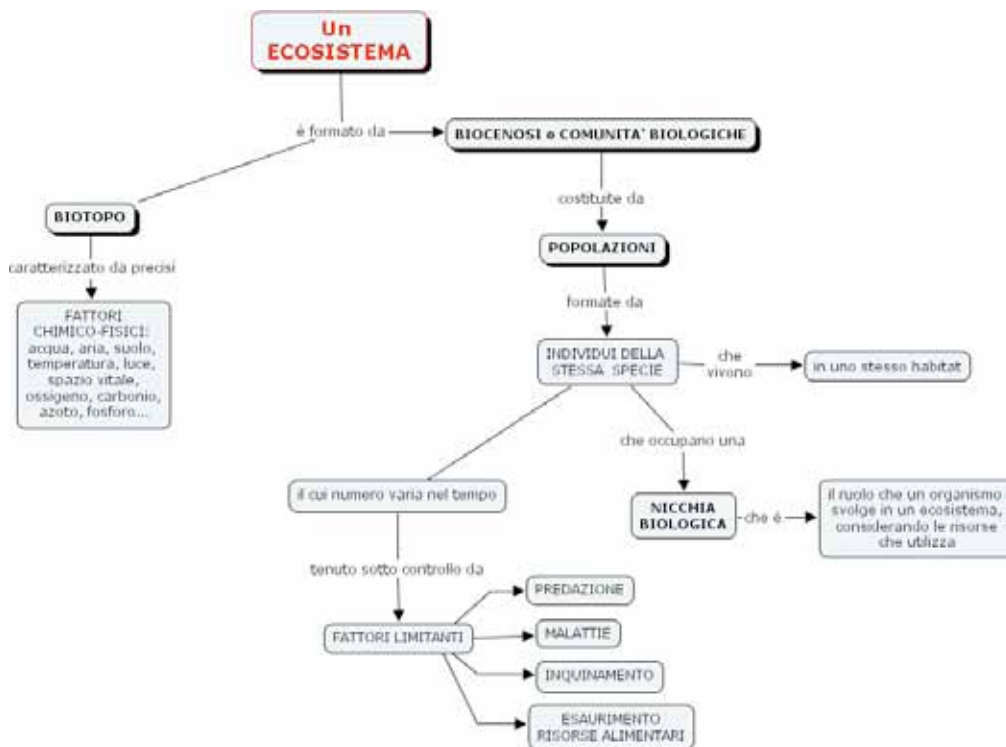 Un
ECOSISTEMA
è formato da
BIOCENOSI o COMUNITA' BIOLOGICHE
costituite da
BIOTOPO
POPOLAZIONI
caratterizzato da precisi
formate da
FATTORI
CHIMICO-FISICI:
acqua, aria, suolo,
temperatura, luce,
spazio vitale,
ossigeno, carbonio,
azoto, fosforo...
INDIVIDUI DELLA
STESSA SPECIE
che
vivono
in uno stesso habitat
che occupano una
il cui numero varia nel tempo
NICCHIA
BIOLOGICA
che é
il ruolo che un organismo
svolge in un ecosistema,
considerando le risorse
che utilizza
tenuto sotto controllo da
FATTORI LIMITANTI
PREDAZIONE
MALATTIE
INQUINAMENTO
ESAURIMENTO
RISORSE ALIMENTARI